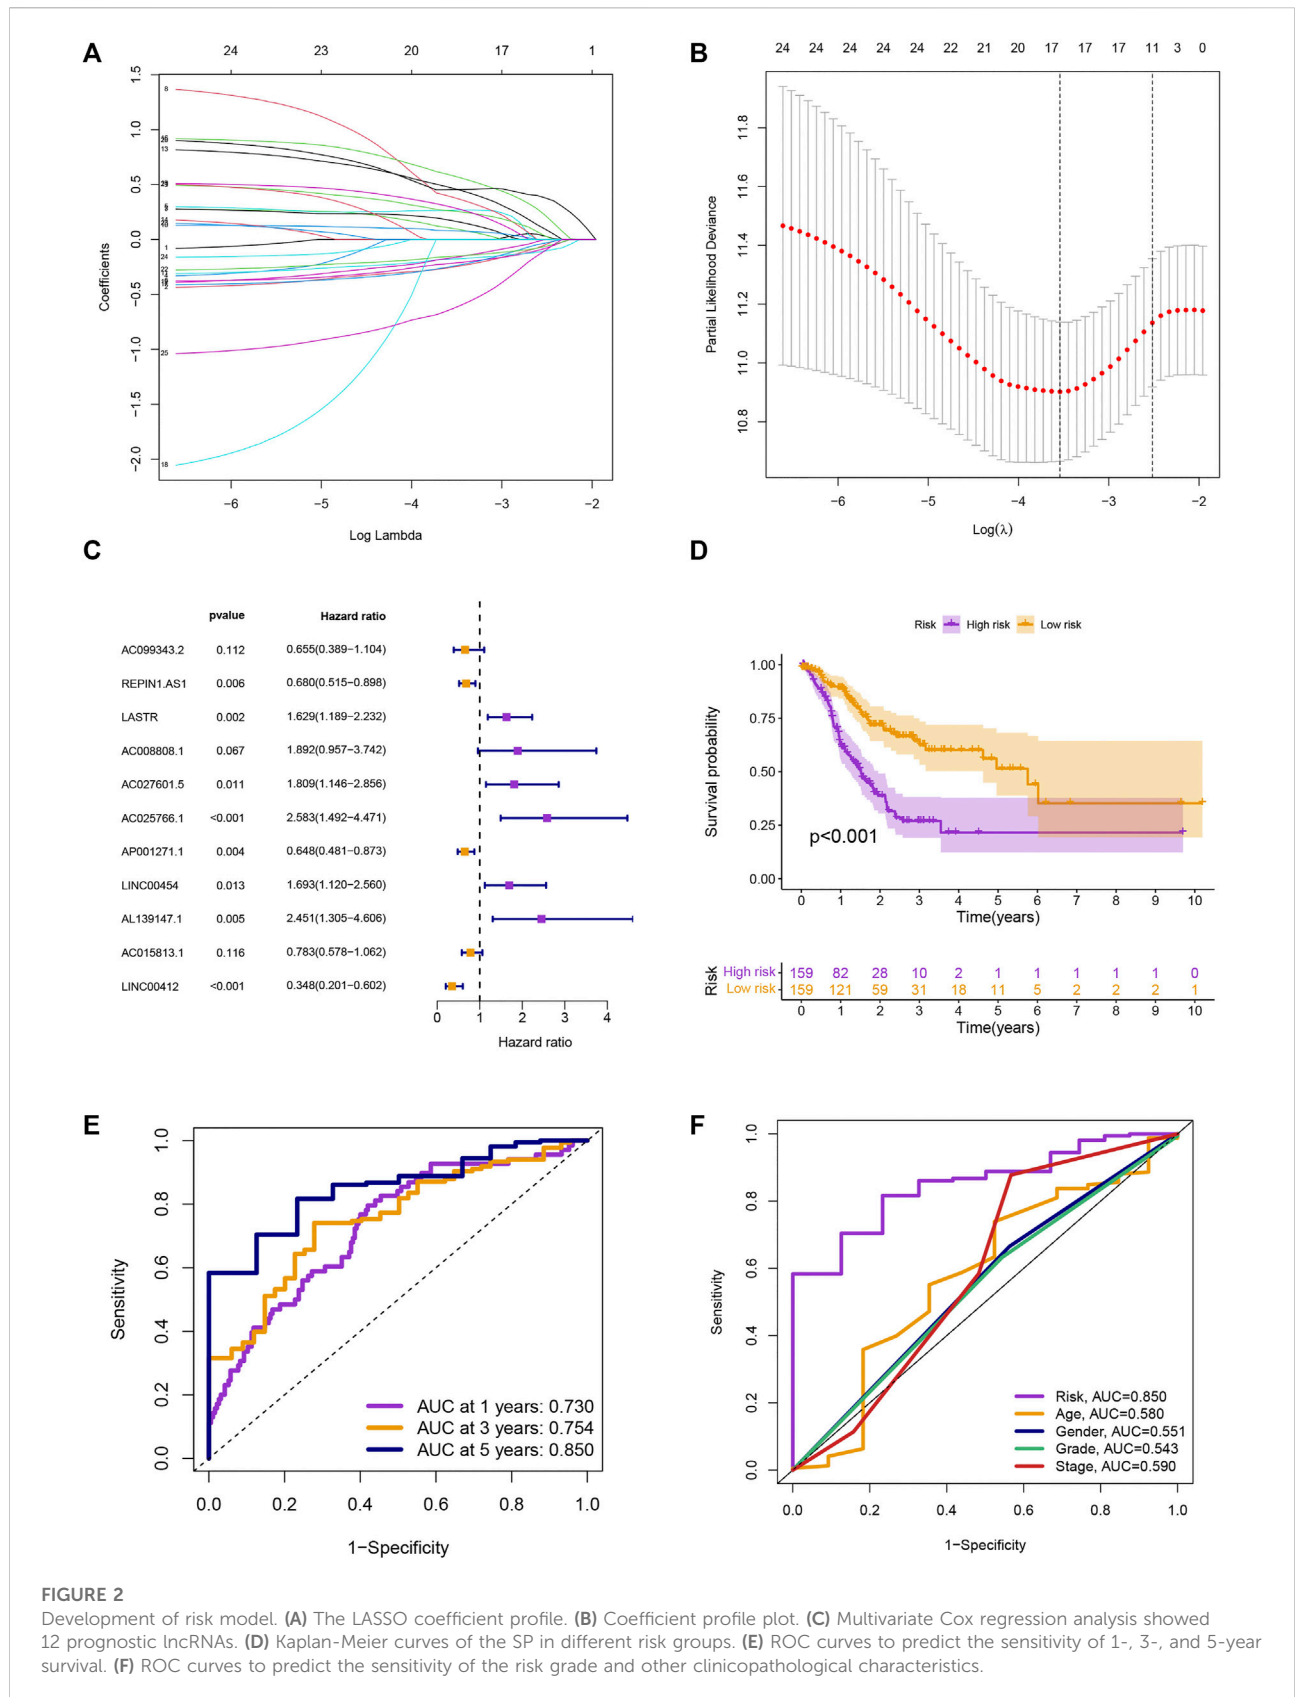 A
24 23 20 17 1
1.5
1.0
0.5
0.0
−0.5
−1.0
−1.5
−2.0
Coefficients
8
13
1
24
22
2
25
18
−6 −5 −4 −3 −2
Log Lambda
B
24 24 24 24 24 22 21 20 17 17 17 11 3 0
11.8
11.6
11.4
11.2
11.0
10.8
Partial Likelihood Deviance
−6 −5 −4 −3 −2
Log(λ)
C
pvalue Hazard ratio
AC099343.2 0.112 0.655(0.389−1.104)
REPIN1.AS1 0.006 0.680(0.515−0.898)
LASTR 0.002 1.629(1.189−2.232)
AC008808.1 0.067 1.892(0.957−3.742)
AC027601.5 0.011 1.809(1.146−2.856)
AC025766.1 <0.001 2.583(1.492−4.471)
AP001271.1 0.004 0.648(0.481−0.873)
LINC00454 0.013 1.693(1.120−2.560)
AL139147.1 0.005 2.451(1.305−4.606)
AC015813.1 0.116 0.783(0.578−1.062)
LINC00412 <0.001 0.348(0.201−0.602)
0 1 2 3 4
Hazard ratio
D
Risk High risk Low risk
1.00
0.75
0.50
0.25
0.00
Survival probability
p<0.001
0 1 2 3 4 5 6 7 8 9 10
Time(years)
Risk
High risk 159 82 28 10 2 1 1 1 1 1 0
Low risk 159 121 59 31 18 11 5 2 2 2 1
0 1 2 3 4 5 6 7 8 9 10
Time(years)
E
1.0
0.8
0.6
0.4
0.2
0.0
Sensitivity
AUC at 1 years: 0.730
AUC at 3 years: 0.754
AUC at 5 years: 0.850
0.0 0.2 0.4 0.6 0.8 1.0
1−Specificity
F
1.0
0.8
0.6
0.4
0.2
0.0
Sensitivity
Risk, AUC=0.850
Age, AUC=0.580
Gender, AUC=0.551
Grade, AUC=0.543
Stage, AUC=0.590
0.0 0.2 0.4 0.6 0.8 1.0
1−Specificity
FIGURE 2
Development of risk model. (A) The LASSO coefficient profile. (B) Coefficient profile plot. (C) Multivariate Cox regression analysis showed
12 prognostic lncRNAs. (D) Kaplan-Meier curves of the SP in different risk groups. (E) ROC curves to predict the sensitivity of 1-, 3-, and 5-year
survival. (F) ROC curves to predict the sensitivity of the risk grade and other clinicopathological characteristics.